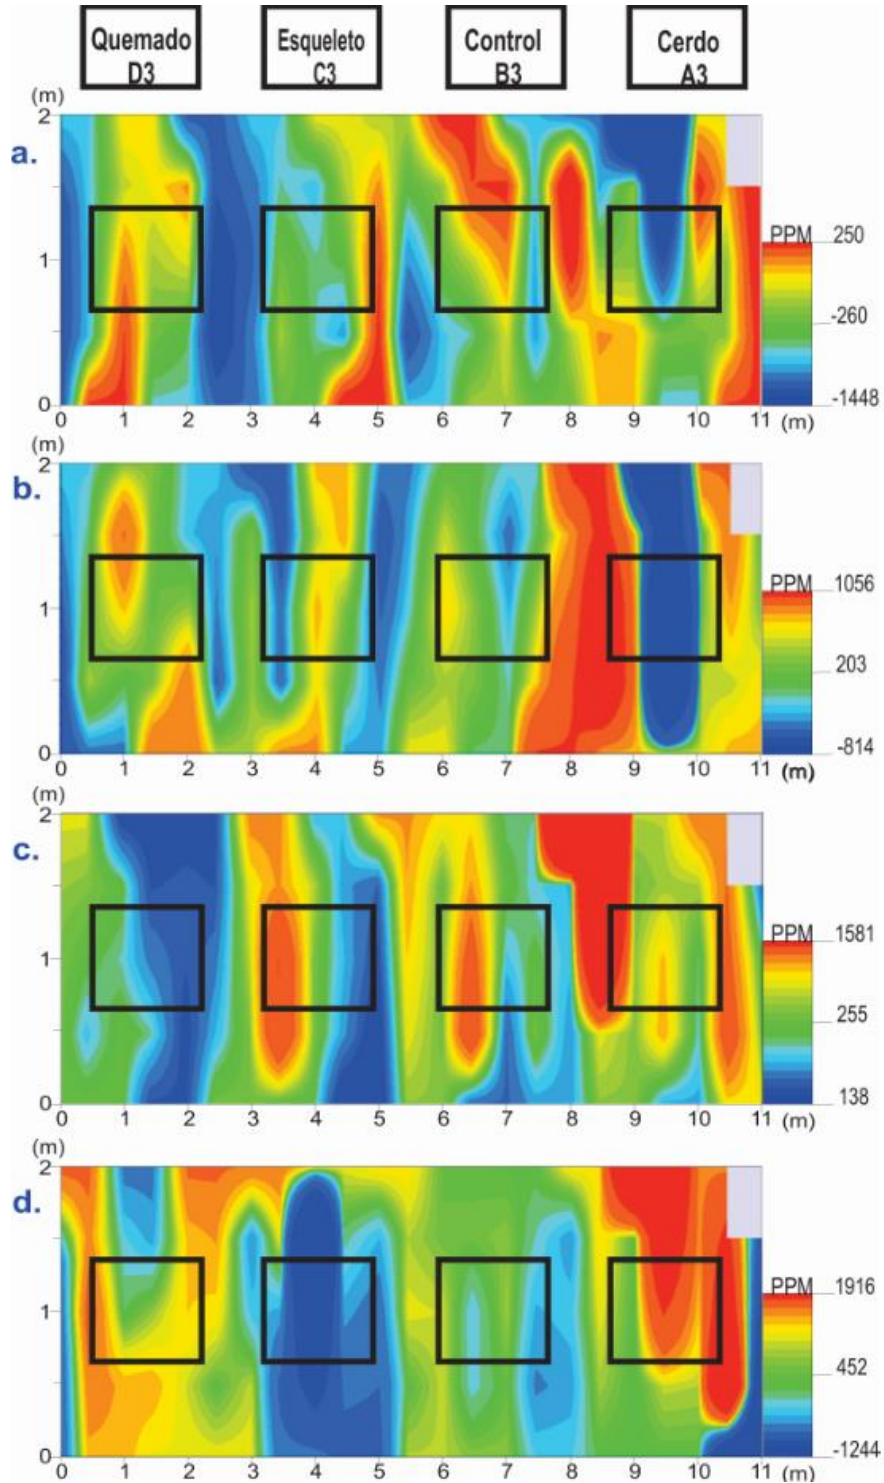 Quemado Esqueleto Control Cerdo
D3 C3 B3 A3
(m)
2
a.
PPM 250
1
-260
0 -1448
0 1 2 3 4 5 6 7 8 9 10 11 (m)
(m)
2
b.
PPM 1056
1
203
0 -814
0 1 2 3 4 5 6 7 8 9 10 11 (m)
(m)
2
c.
PPM 1581
1
255
0 138
0 1 2 3 4 5 6 7 8 9 10 11 (m)
(m)
2
d.
PPM 1916
1
452
0 -1244
0 1 2 3 4 5 6 7 8 9 10 11 (m)